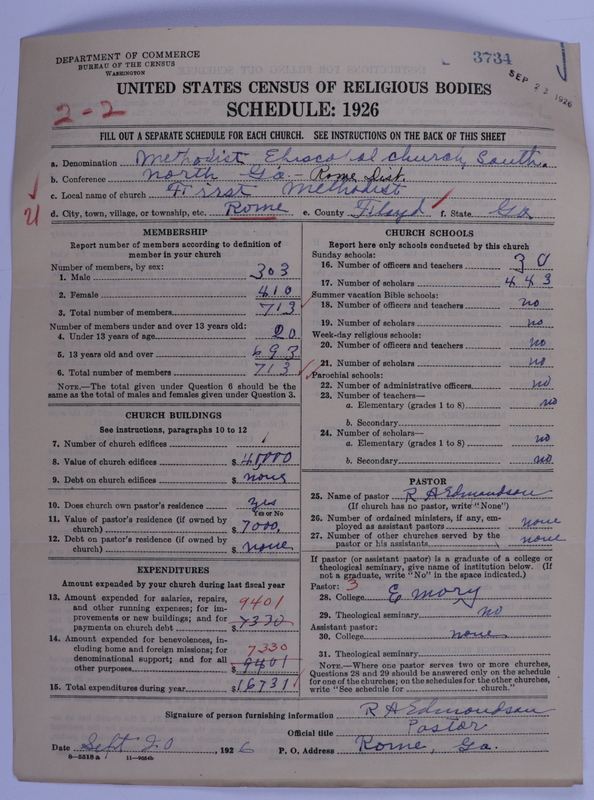 DEPARTMENT OF COMMERCE
BUREAU OF THE CENSUS
WASHINGTON
3734
SEP 23 1926
2-2
UNITED STATES CENSUS OF RELIGIOUS BODIES
SCHEDULE: 1926
FILL OUT A SEPARATE SCHEDULE FOR EACH CHURCH. SEE INSTRUCTIONS ON THE BACK OF THIS SHEET
a. Denomination Methodist Episcopal Church, South.
b. Conference North Ga. - Rome Dist.
c. Local name of church First Methodist
21
d. City, town, village, or township, etc. Rome e. County Floyd f. State Ga
MEMBERSHIP
Report number of members according to definition of
member in your church
Number of members, by sex:
1. Male 303
2. Female 410
3. Total number of members 713
Number of members under and over 13 years old:
4. Under 13 years of age 20
5. 13 years old and over 693
6. Total number of members 713
NOTE.—The total given under Question 6 should be the
same as the total of males and females given under Question 3.
CHURCH BUILDINGS
See instructions, paragraphs 10 to 12
7. Number of church edifices 1
8. Value of church edifices $
9. Debt on church edifices $ none
10. Does church own pastor's residence yes
Yes or No
11. Value of pastor's residence (if owned by
church) $ 7000.
12. Debt on pastor's residence (if owned by
church) $ none
EXPENDITURES
Amount expended by your church during last fiscal year
13. Amount expended for salaries, repairs, 9401
and other running expenses; for im-
provements or new buildings; and for
payments on church debt $ 7330
14. Amount expended for benevolences, in-
cluding home and foreign missions; for 7330
denominational support; and for all
other purposes $ 9401
15. Total expenditures during year $ 16731
CHURCH SCHOOLS
Report here only schools conducted by this church
Sunday schools:
16. Number of officers and teachers 30
17. Number of scholars 443
Summer vacation Bible schools:
18. Number of officers and teachers no
19. Number of scholars no
Week-day religious schools:
20. Number of officers and teachers no
21. Number of scholars no
Parochial schools:
22. Number of administrative officers no
23. Number of teachers—
a. Elementary (grades 1 to 8) no
b. Secondary
24. Number of scholars—
a. Elementary (grades 1 to 8) no
b. Secondary no
PASTOR
25. Name of pastor R A Edmondson
(If church has no pastor, write "None")
26. Number of ordained ministers, if any, em-
ployed as assistant pastors none
27. Number of other churches served by the
pastor or his assistants none
If pastor (or assistant pastor) is a graduate of a college or
theological seminary, give name of institution below. (If
not a graduate, write "No" in the space indicated.)
Pastor: 3
28. College Emory
29. Theological seminary no
Assistant pastor:
30. College none
31. Theological seminary
NOTE.—Where one pastor serves two or more churches,
Questions 28 and 29 should be answered only on the schedule
for one of the churches; on the schedules for the other churches,
write "See schedule for church."
Signature of person furnishing information R A Edmondson
Official title Pastor
Date Sept 20, 1926 P. O. Address Rome, Ga.
8—5518 a 11—9054b